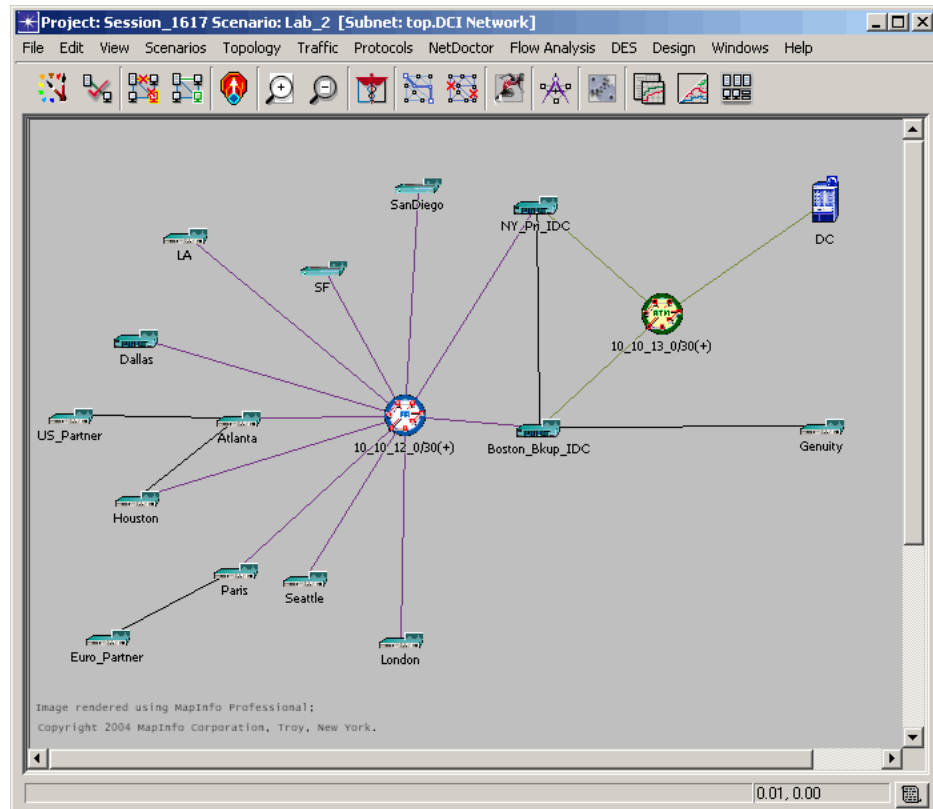 Project: Session_1617 Scenario: Lab_2 [Subnet: top.DCI Network]
File Edit View Scenarios Topology Traffic Protocols NetDoctor Flow Analysis DES Design Windows Help
SanDiego
NY_Pri_IDC
DC
LA
SF
ATM
10_10_13_0/30(+)
Dallas
FR
US_Partner
Atlanta
10_10_12_0/30(+)
Boston_Bkup_IDC
Genuity
Houston
Paris
Seattle
Euro_Partner
London
Image rendered using MapInfo Professional;
Copyright 2004 MapInfo Corporation, Troy, New York.
0.01, 0.00